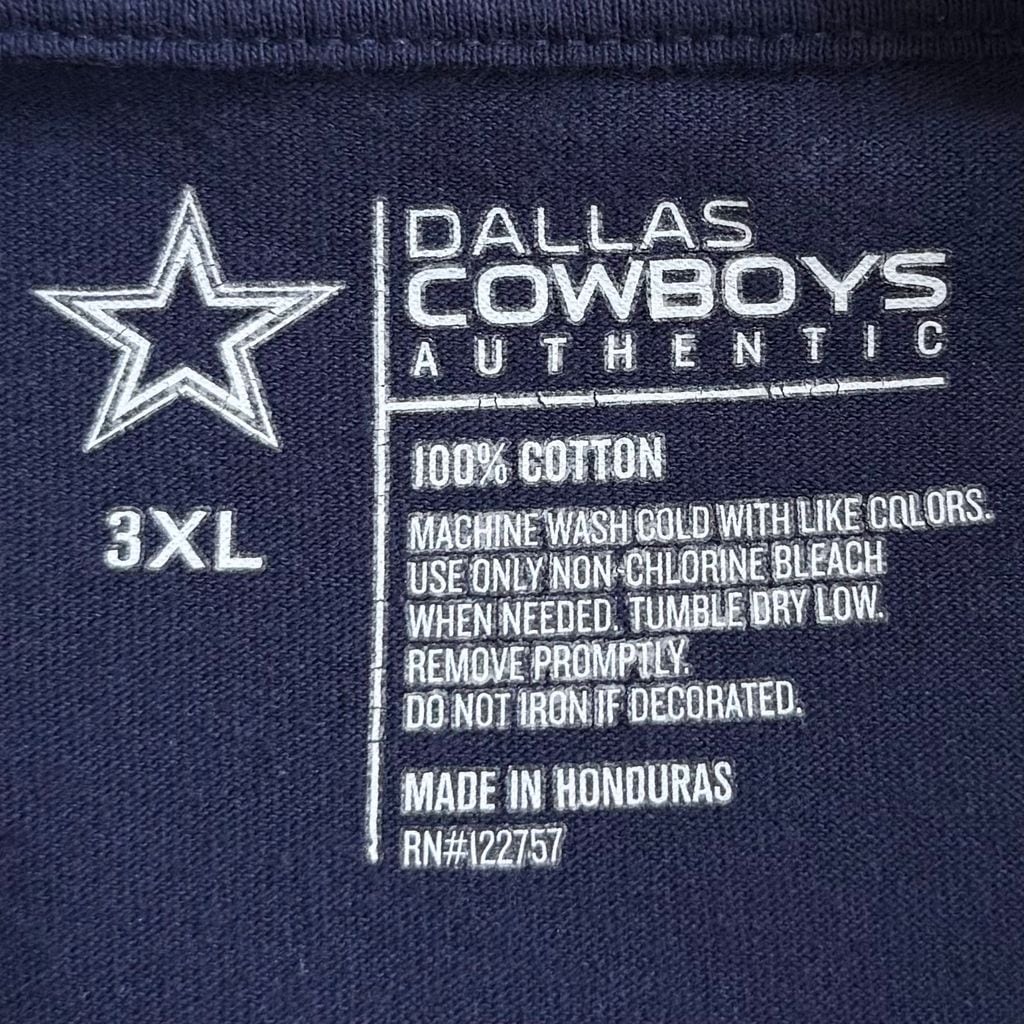 DALLAS
COWBOYS
AUTHENTIC
3XL
100% COTTON
MACHINE WASH COLD WITH LIKE COLORS.
USE ONLY NON-CHLORINE BLEACH
WHEN NEEDED. TUMBLE DRY LOW.
REMOVE PROMPTLY.
DO NOT IRON IF DECORATED.
MADE IN HONDURAS
RN#122757